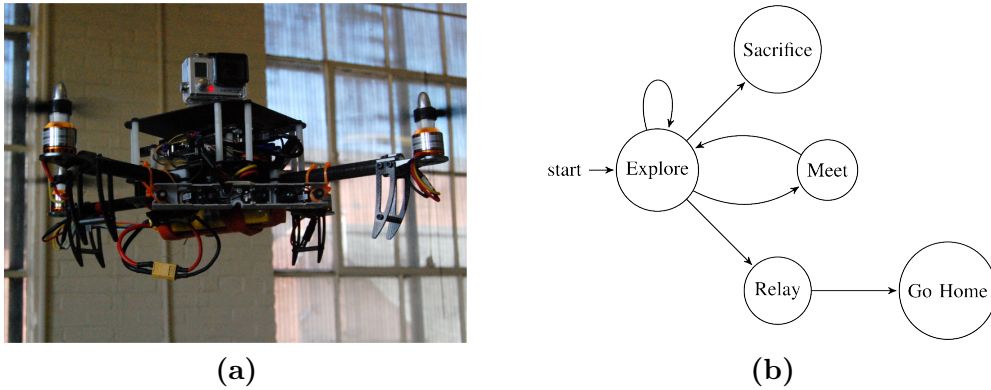 Sacrifice
start
Explore
Meet
Relay
Go Home
(a)
(b)